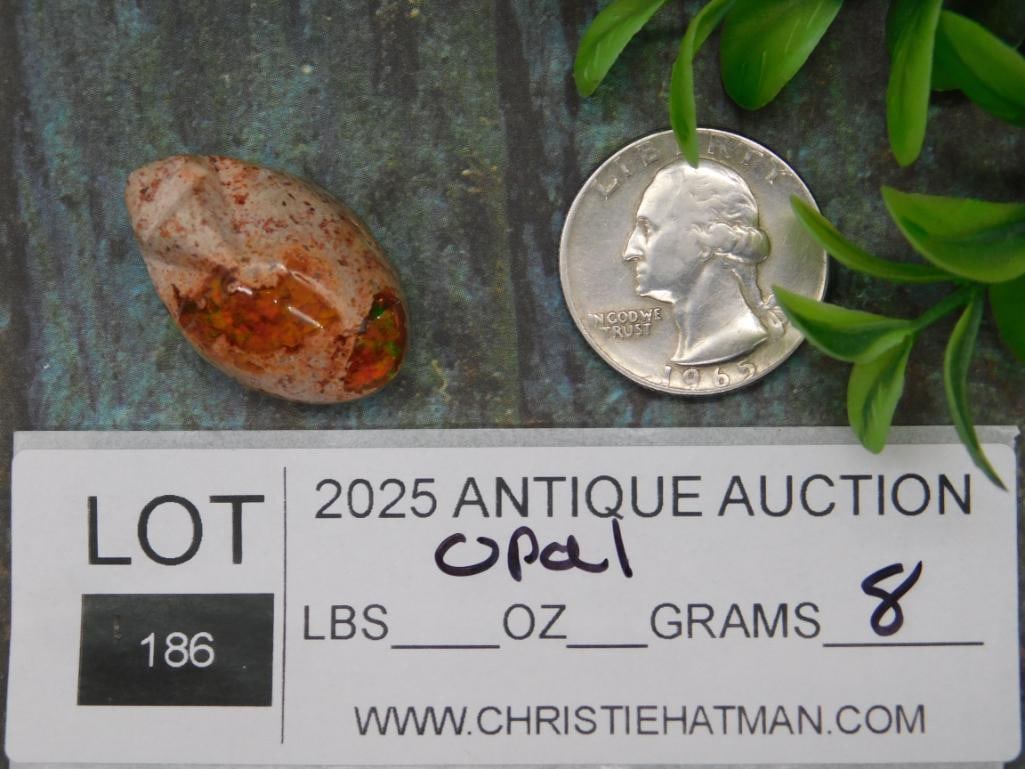 LIBERTY
IN GOD WE
TRUST
1965
LOT
186
2025 ANTIQUE AUCTION
opal
LBS____OZ___GRAMS 8
WWW.CHRISTIEHATMAN.COM